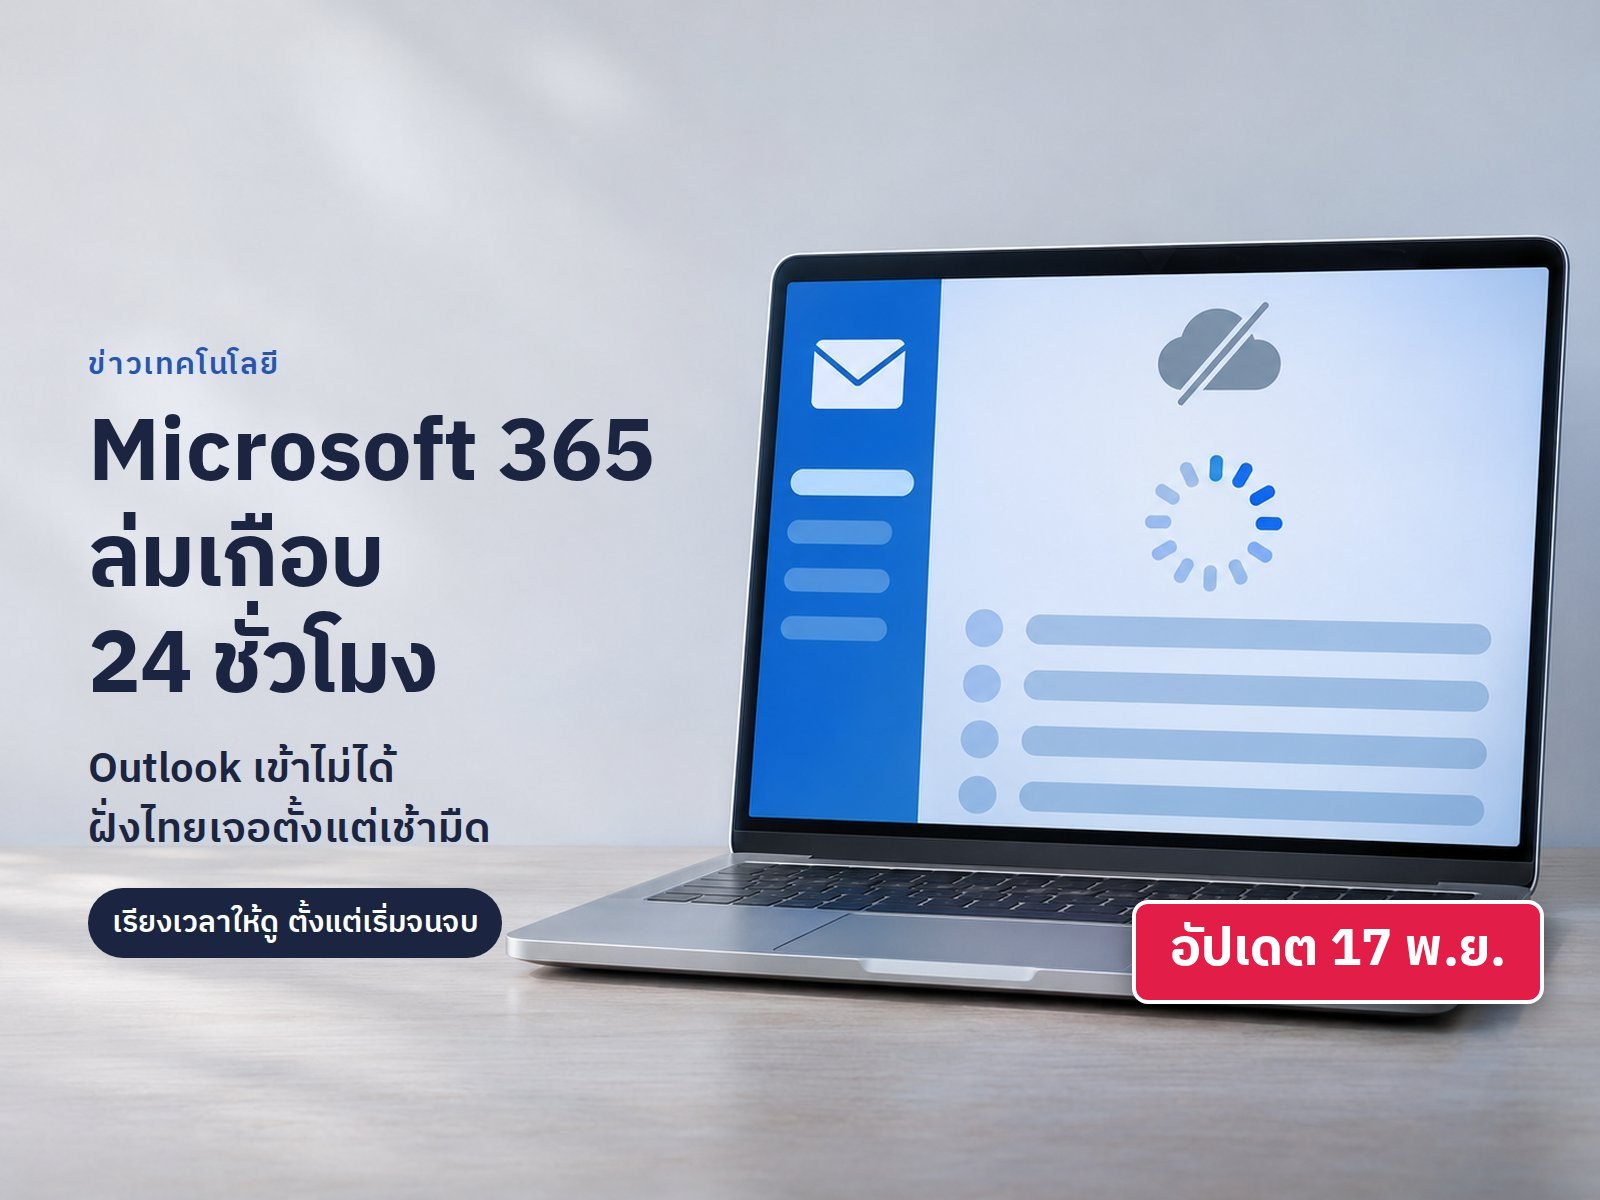 ข่าวเทคโนโลยี
Microsoft 365
ล่มเกือบ
24 ชั่วโมง
Outlook เข้าไม่ได้
ฝั่งไทยเจอตั้งแต่เช้ามืด
เรียงเวลาให้ดู ตั้งแต่เริ่มจนจบ
อัปเดต 17 พ.ย.